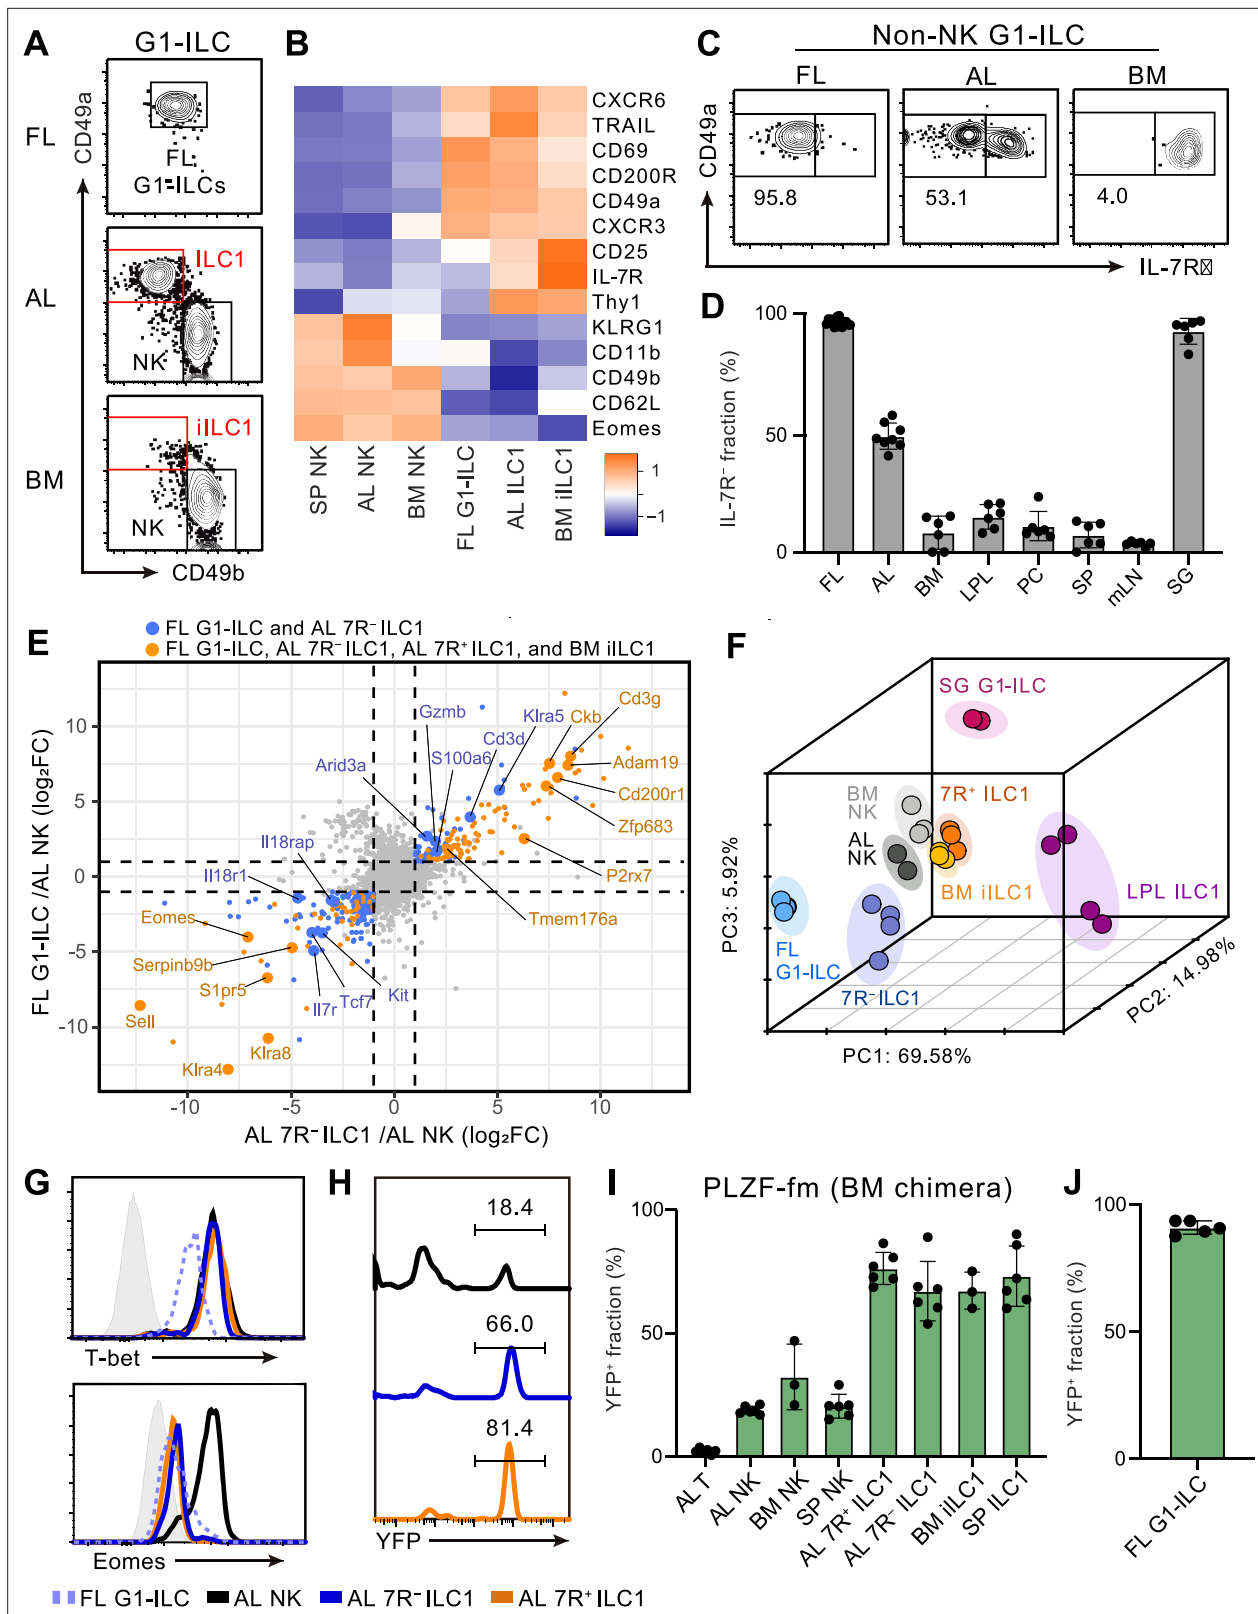 A
G1-ILC
CD49a
FL
FL
G1-ILCs
AL
ILC1
NK
BM
iILC1
NK
CD49b
B
CXCR6
TRAIL
CD69
CD200R
CD49a
CXCR3
CD25
IL-7R
Thy1
KLRG1
CD11b
CD49b
CD62L
Eomes
SP NK
AL NK
BM NK
FL G1-ILC
AL ILC1
BM iILC1
1
−1
C
Non-NK G1-ILC
FL
AL
BM
CD49a
95.8
53.1
4.0
IL-7R
D
IL-7R⁻ fraction (%)
100
50
0
FL
AL
BM
LPL
PC
SP
mLN
SG
E
FL G1-ILC and AL 7R⁻ILC1
FL G1-ILC, AL 7R⁻ILC1, AL 7R⁺ILC1, and BM iILC1
FL G1-ILC /AL NK (log₂FC)
10
5
0
-5
-10
Gzmb
Klra5
Ckb
Cd3g
Cd3d
S100a6
Arid3a
Adam19
Cd200r1
Zfp683
P2rx7
Tmem176a
Il18rap
Il18r1
Eomes
Serpinb9b
S1pr5
Sell
Klra4
Klra8
Il7r
Tcf7
Kit
-10
-5
0
5
10
AL 7R⁻ILC1 /AL NK (log₂FC)
F
SG G1-ILC
BM
NK
7R⁺ ILC1
AL
NK
BM iILC1
LPL ILC1
FL
G1-ILC
7R⁻ILC1
PC3: 5.92%
PC1: 69.58%
PC2: 14.98%
G
T-bet
Eomes
H
18.4
66.0
81.4
YFP
FL G1-ILC
AL NK
AL 7R⁻ILC1
AL 7R⁺ILC1
I
PLZF-fm (BM chimera)
YFP⁺ fraction (%)
100
50
0
AL T
AL NK
BM NK
SP NK
AL 7R⁺ ILC1
AL 7R⁻ ILC1
BM iILC1
SP ILC1
J
YFP⁺ fraction (%)
100
50
0
FL G1-ILC